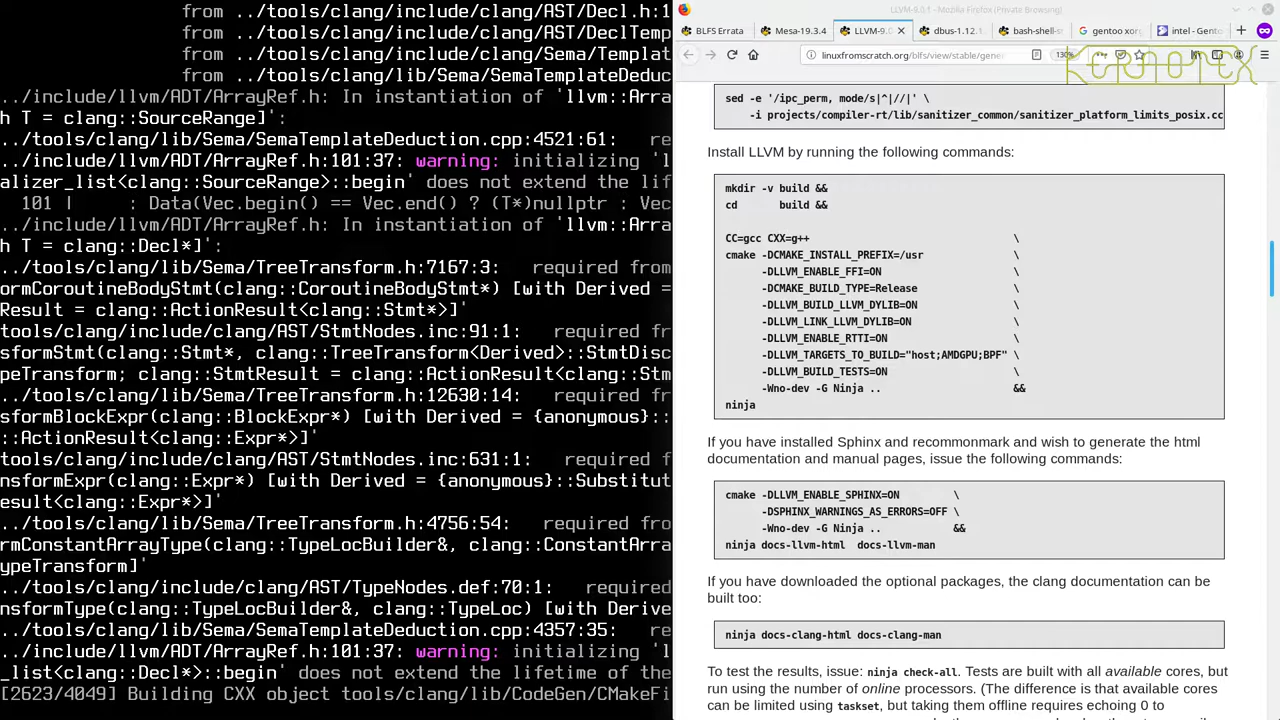 from ../tools/clang/include/clang/AST/Decl.h:1
from ../tools/clang/include/clang/AST/DeclTemp
from ../tools/clang/include/clang/Sema/Templat
from ../tools/clang/lib/Sema/SemaTemplateDeduc
../include/llvm/ADT/ArrayRef.h: In instantiation of 'llvm::Arra
h T = clang::SourceRange]':
../tools/clang/lib/Sema/SemaTemplateDeduction.cpp:4521:61:   re
../include/llvm/ADT/ArrayRef.h:101:37: warning: initializing 'l
alizer_list<clang::SourceRange>::begin' does not extend the lif
101 |     : Data(Vec.begin() == Vec.end() ? (T*)nullptr : Vec
../include/llvm/ADT/ArrayRef.h: In instantiation of 'llvm::Arra
h T = clang::Decl*]':
../tools/clang/lib/Sema/TreeTransform.h:7167:3:   required from
ormCoroutineBodyStmt(clang::CoroutineBodyStmt*) [with Derived =
Result = clang::ActionResult<clang::Stmt*>]'
tools/clang/include/clang/AST/StmtNodes.inc:91:1:   required fr
sformStmt(clang::Stmt*, clang::TreeTransform<Derived>::StmtDisc
peTransform; clang::StmtResult = clang::ActionResult<clang::Stm
../tools/clang/lib/Sema/TreeTransform.h:12630:14:   required fr
sformBlockExpr(clang::BlockExpr*) [with Derived = {anonymous}::
::ActionResult<clang::Expr*>]'
tools/clang/include/clang/AST/StmtNodes.inc:631:1:   required f
nsformExpr(clang::Expr*) [with Derived = {anonymous}::Substitut
esult<clang::Expr*>]'
../tools/clang/lib/Sema/TreeTransform.h:4756:54:   required fro
rmConstantArrayType(clang::TypeLocBuilder&, clang::ConstantArra
ypeTransform]'
tools/clang/include/clang/AST/TypeNodes.def:70:1:   required
nsformType(clang::TypeLocBuilder&, clang::TypeLoc) [with Derive
../tools/clang/lib/Sema/SemaTemplateDeduction.cpp:4357:35:   re
../include/llvm/ADT/ArrayRef.h:101:37: warning: initializing 'l
_list<clang::Decl*>::begin' does not extend the lifetime of the
[2623/4049] Building CXX object tools/clang/lib/CodeGen/CMakeFi
LLVM-9.0.1 - Mozilla Firefox (Private Browsing)
BLFS Errata
Mesa-19.3.4
LLVM-9.0
dbus-1.12.1
bash-shell-s
gentoo xorg
intel - Gento
linuxfromscratch.org/blfs/view/stable/gener
130%
KERNOTEX
sed -e '/ipc_perm, mode/s|^|//|' \
-i projects/compiler-rt/lib/sanitizer_common/sanitizer_platform_limits_posix.cc
Install LLVM by running the following commands:
mkdir -v build &&
cd       build &&
CC=gcc CXX=g++                                  \
cmake -DCMAKE_INSTALL_PREFIX=/usr               \
-DLLVM_ENABLE_FFI=ON                      \
-DCMAKE_BUILD_TYPE=Release                \
-DLLVM_BUILD_LLVM_DYLIB=ON                \
-DLLVM_LINK_LLVM_DYLIB=ON                 \
-DLLVM_ENABLE_RTTI=ON                     \
-DLLVM_TARGETS_TO_BUILD="host;AMDGPU;BPF" \
-DLLVM_BUILD_TESTS=ON                     \
-Wno-dev -G Ninja ..                      &&
ninja
If you have installed Sphinx and recommonmark and wish to generate the html
documentation and manual pages, issue the following commands:
cmake -DLLVM_ENABLE_SPHINX=ON         \
-DSPHINX_WARNINGS_AS_ERRORS=OFF \
-Wno-dev -G Ninja ..            &&
ninja docs-llvm-html  docs-llvm-man
If you have downloaded the optional packages, the clang documentation can be
built too:
ninja docs-clang-html docs-clang-man
To test the results, issue: ninja check-all. Tests are built with all available cores, but
run using the number of online processors. (The difference is that available cores
can be limited using taskset, but taking them offline requires echoing 0 to